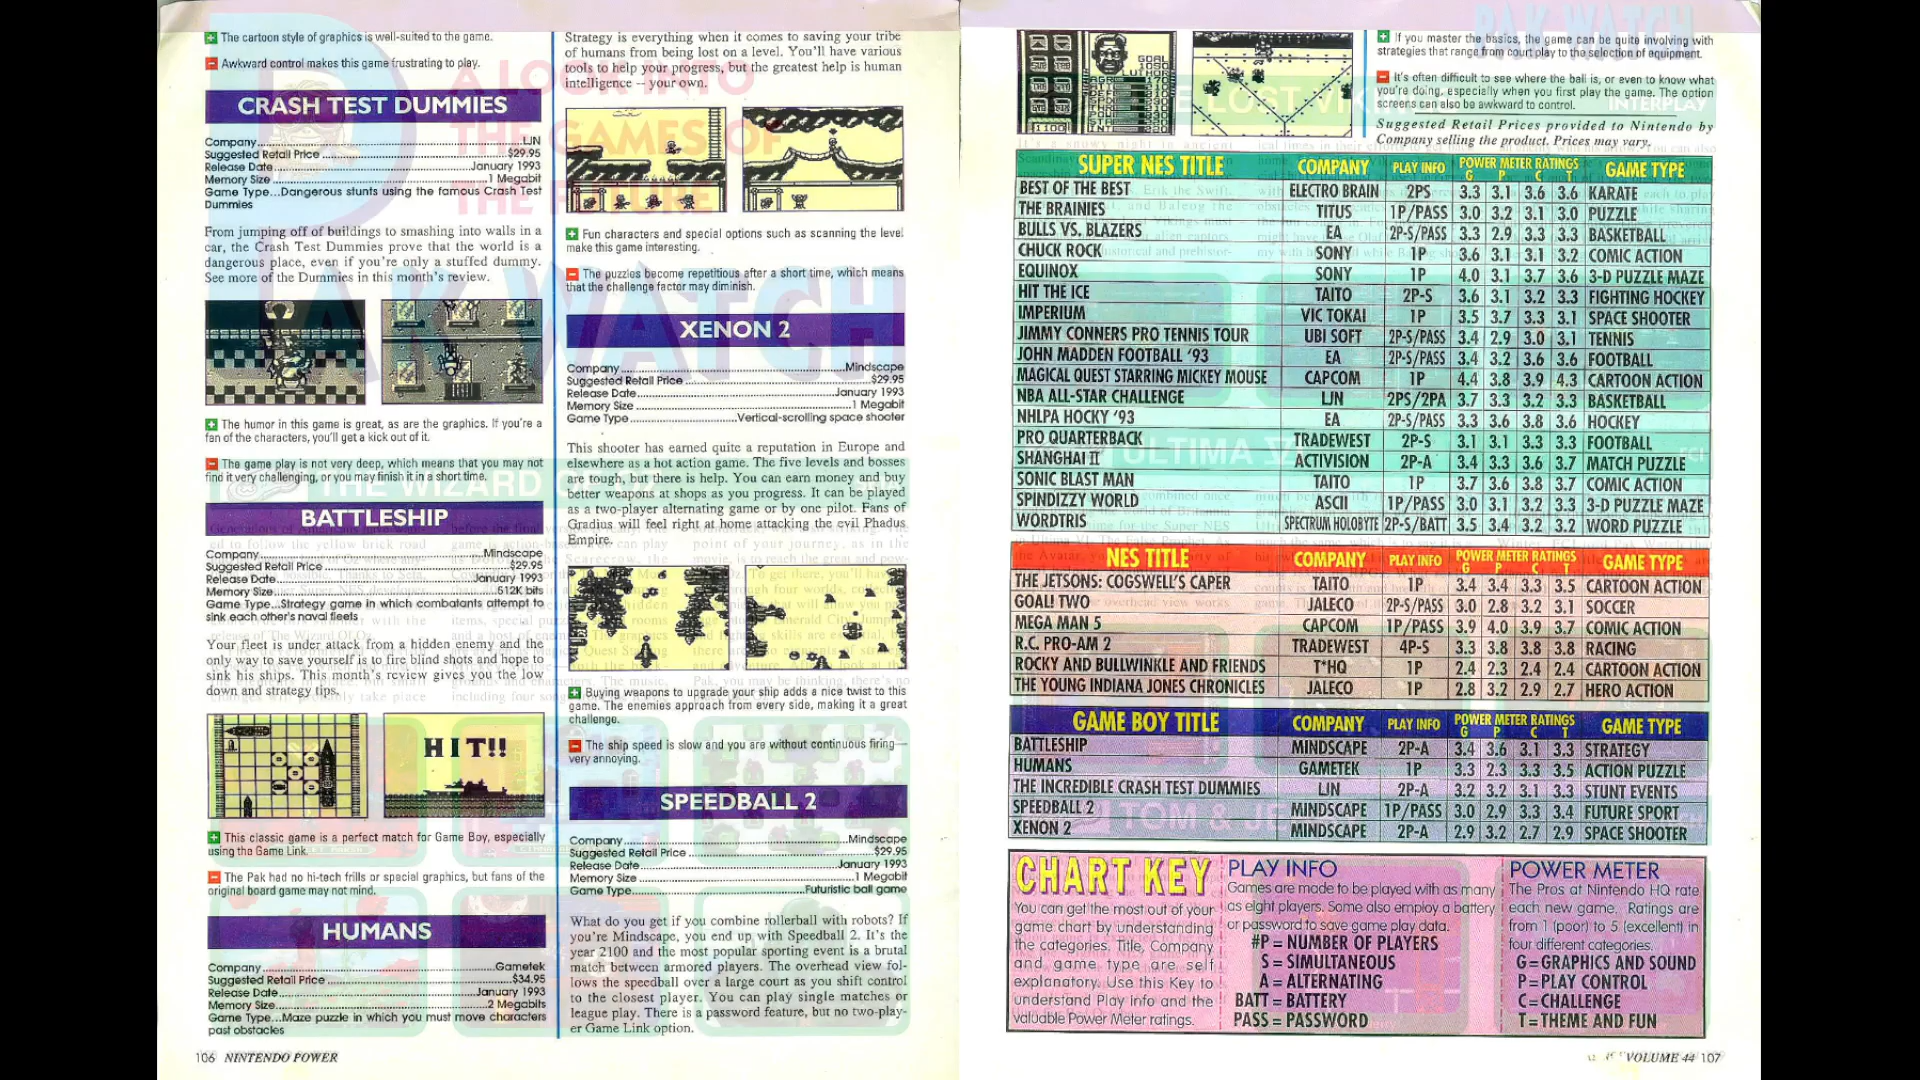 The cartoon style of graphics is well-suited to the game.
Awkward control makes this game frustrating to play.
CRASH TEST DUMMIES
Company LJN
Suggested Retail Price $29.95
Release Date January 1993
Memory Size 1 Megabit
Game Type...Dangerous stunts using the famous Crash Test
Dummies
From jumping off of buildings to smashing into walls in a
car, the Crash Test Dummies prove that the world is a
dangerous place, even if you're only a stuffed dummy.
See more of the Dummies in this month's review.
The humor in this game is great, as are the graphics. If you're a
fan of the characters, you'll get a kick out of it.
The game play is not very deep, which means that you may not
find it very challenging, or you may finish it in a short time.
BATTLESHIP
Company Mindscape
Suggested Retail Price $29.95
Release Date January 1993
Memory Size 512K bits
Game Type...Strategy game in which combatants attempt to
sink each other's naval fleets
Your fleet is under attack from a hidden enemy and the
only way to save yourself is to fire blind shots and hope to
sink his ships. This month's review gives you the low
down and strategy tips.
HIT!!
This classic game is a perfect match for Game Boy, especially
using the Game Link.
The Pak had no hi-tech frills or special graphics, but fans of the
original board game may not mind.
HUMANS
Company Gametek
Suggested Retail Price $34.95
Release Date January 1993
Memory Size 2 Megabits
Game Type...Maze puzzle in which you must move characters
past obstacles
106 NINTENDO POWER
Strategy is everything when it comes to saving your tribe
of humans from being lost on a level. You'll have various
tools to help your progress, but the greatest help is human
intelligence -- your own.
Fun characters and special options such as scanning the level
make this game interesting.
The puzzles become repetitious after a short time, which means
that the challenge factor may diminish.
XENON 2
Company Mindscape
Suggested Retail Price $29.95
Release Date January 1993
Memory Size 1 Megabit
Game Type Vertical-scrolling space shooter
This shooter has earned quite a reputation in Europe and
elsewhere as a hot action game. The five levels and bosses
are tough, but there is help. You can earn money and buy
better weapons at shops as you progress. It can be played
as a two-player alternating game or by one pilot. Fans of
Gradius will feel right at home attacking the evil Phadus
Empire.
Buying weapons to upgrade your ship adds a nice twist to this
game. The enemies approach from every side, making it a great
challenge.
The ship speed is slow and you are without continuous firing—
very annoying.
SPEEDBALL 2
Company Mindscape
Suggested Retail Price $29.95
Release Date January 1993
Memory Size 1 Megabit
Game Type Futuristic ball game
What do you get if you combine rollerball with robots? If
you're Mindscape, you end up with Speedball 2. It's the
year 2100 and the most popular sporting event is a brutal
match between armored players. The overhead view fol-
lows the speedball over a large court as you shift control
to the closest player. You can play single matches or
league play. There is a password feature, but no two-play-
er Game Link option.
GOAL
1050
LUTHOR
1100
If you master the basics, the game can be quite involving with
strategies that range from court play to the selection of equipment.
It's often difficult to see where the ball is, or even to know what
you're doing, especially when you first play the game. The option
screens can also be awkward to control.
Suggested Retail Prices provided to Nintendo by
Company selling the product. Prices may vary.
SUPER NES TITLE COMPANY PLAY INFO POWER METER RATINGS G P C T GAME TYPE
BEST OF THE BEST ELECTRO BRAIN 2PS 3.3 3.1 3.6 3.6 KARATE
THE BRAINIES TITUS 1P/PASS 3.0 3.2 3.1 3.0 PUZZLE
BULLS VS. BLAZERS EA 2P-S/PASS 3.3 2.9 3.3 3.3 BASKETBALL
CHUCK ROCK SONY 1P 3.6 3.1 3.1 3.2 COMIC ACTION
EQUINOX SONY 1P 4.0 3.1 3.7 3.6 3-D PUZZLE MAZE
HIT THE ICE TAITO 2P-S 3.6 3.1 3.2 3.3 FIGHTING HOCKEY
IMPERIUM VIC TOKAI 1P 3.5 3.7 3.3 3.1 SPACE SHOOTER
JIMMY CONNERS PRO TENNIS TOUR UBI SOFT 2P-S/PASS 3.4 2.9 3.0 3.1 TENNIS
JOHN MADDEN FOOTBALL '93 EA 2P-S/PASS 3.4 3.2 3.6 3.6 FOOTBALL
MAGICAL QUEST STARRING MICKEY MOUSE CAPCOM 1P 4.4 3.8 3.9 4.3 CARTOON ACTION
NBA ALL-STAR CHALLENGE LJN 2PS/2PA 3.7 3.3 3.2 3.3 BASKETBALL
NHLPA HOCKY '93 EA 2P-S/PASS 3.3 3.6 3.8 3.6 HOCKEY
PRO QUARTERBACK TRADEWEST 2P-S 3.1 3.1 3.3 3.3 FOOTBALL
SHANGHAI II ACTIVISION 2P-A 3.4 3.3 3.6 3.7 MATCH PUZZLE
SONIC BLAST MAN TAITO 1P 3.7 3.6 3.8 3.7 COMIC ACTION
SPINDIZZY WORLD ASCII 1P/PASS 3.0 3.1 3.2 3.3 3-D PUZZLE MAZE
WORDTRIS SPECTRUM HOLOBYTE 2P-S/BATT 3.5 3.4 3.2 3.2 WORD PUZZLE
NES TITLE COMPANY PLAY INFO POWER METER RATINGS G P C T GAME TYPE
THE JETSONS: COGSWELL'S CAPER TAITO 1P 3.4 3.4 3.3 3.5 CARTOON ACTION
GOAL! TWO JALECO 2P-S/PASS 3.0 2.8 3.2 3.1 SOCCER
MEGA MAN 5 CAPCOM 1P/PASS 3.9 4.0 3.9 3.7 COMIC ACTION
R.C. PRO-AM 2 TRADEWEST 4P-S 3.3 3.8 3.8 3.8 RACING
ROCKY AND BULLWINKLE AND FRIENDS T*HQ 1P 2.4 2.3 2.4 2.4 CARTOON ACTION
THE YOUNG INDIANA JONES CHRONICLES JALECO 1P 2.8 3.2 2.9 2.7 HERO ACTION
GAME BOY TITLE COMPANY PLAY INFO POWER METER RATINGS G P C T GAME TYPE
BATTLESHIP MINDSCAPE 2P-A 3.4 3.6 3.1 3.3 STRATEGY
HUMANS GAMETEK 1P 3.3 2.3 3.3 3.5 ACTION PUZZLE
THE INCREDIBLE CRASH TEST DUMMIES LJN 2P-A 3.2 3.2 3.1 3.3 STUNT EVENTS
SPEEDBALL 2 MINDSCAPE 1P/PASS 3.0 2.9 3.3 3.4 FUTURE SPORT
XENON 2 MINDSCAPE 2P-A 2.9 3.2 2.7 2.9 SPACE SHOOTER
CHART KEY
You can get the most out of your
game chart by understanding
the categories. Title, Company
and game type are self
explanatory. Use this Key to
understand Play info and the
valuable Power Meter ratings.
PLAY INFO
Games are made to be played with as many
as eight players. Some also employ a battery
or password to save game play data.
#P = NUMBER OF PLAYERS
S = SIMULTANEOUS
A = ALTERNATING
BATT = BATTERY
PASS = PASSWORD
POWER METER
The Pros at Nintendo HQ rate
each new game. Ratings are
from 1 (poor) to 5 (excellent) in
four different categories.
G=GRAPHICS AND SOUND
P=PLAY CONTROL
C=CHALLENGE
T=THEME AND FUN
VOLUME 44 107
PAK WATCH
A LOOK INTO
THE GAMES OF
THE FUTURE
THE WIZARD OF
THE LOST VIK
INTERPLAY
ULTIMA
TOM & JE